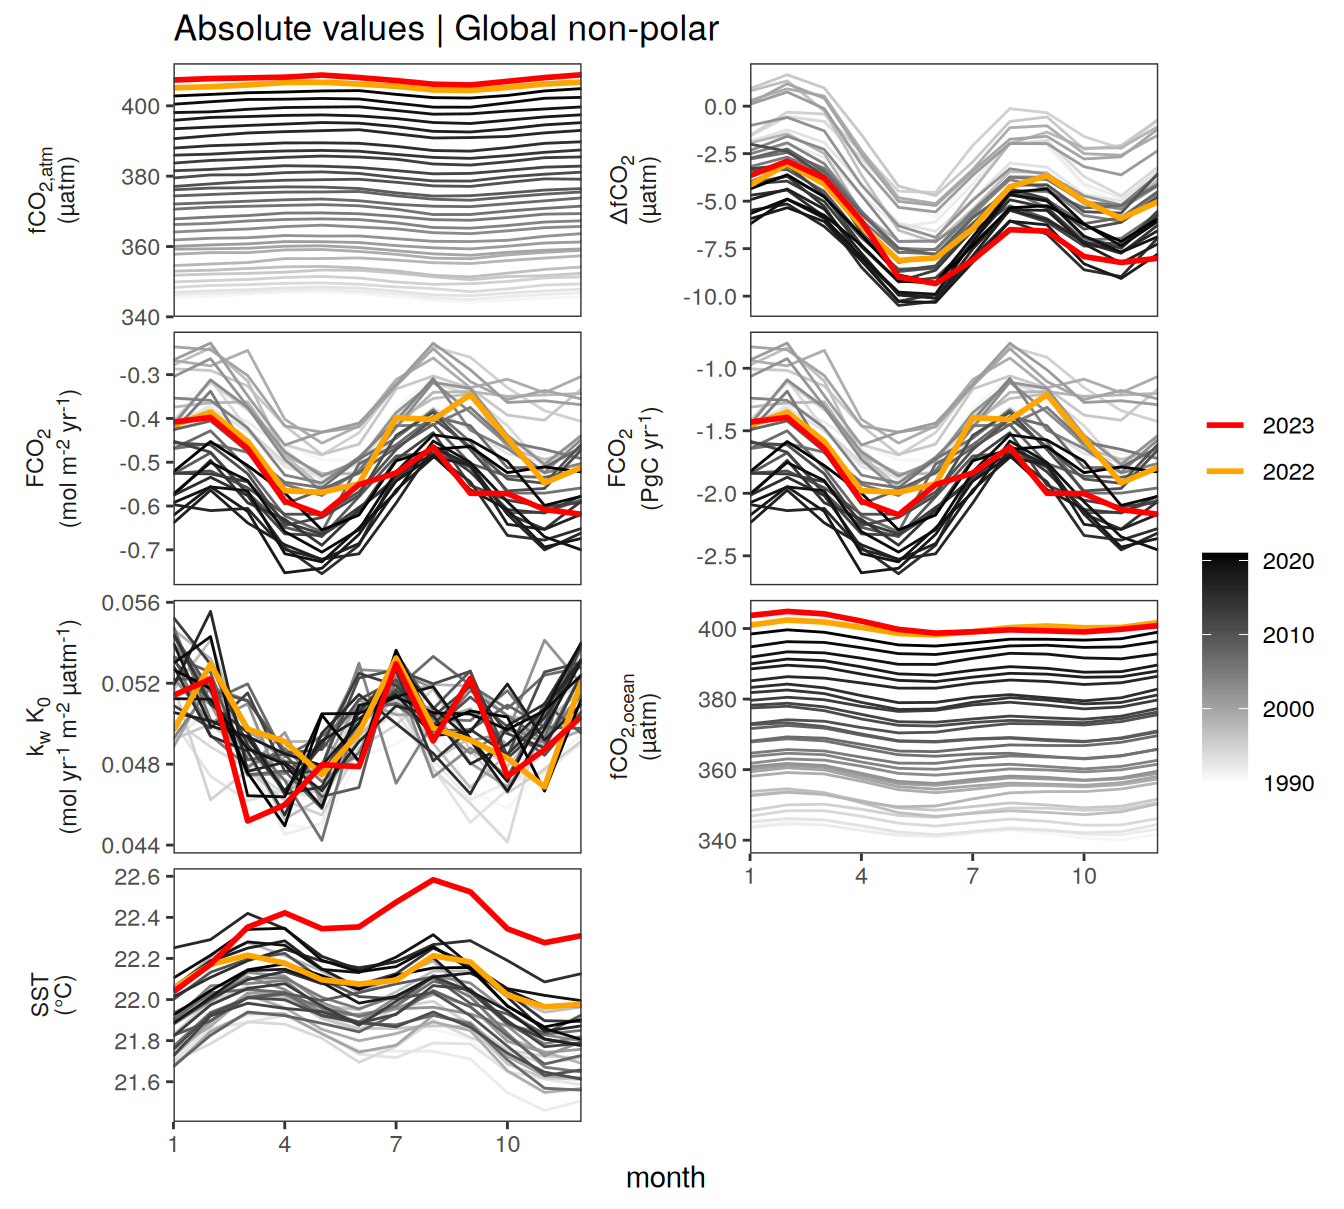 Absolute values | Global non-polar
fCO2,atm
(µatm)
400
380
360
340
ΔfCO2
(µatm)
0.0
-2.5
-5.0
-7.5
-10.0
FCO2
(mol m-2 yr-1)
-0.3
-0.4
-0.5
-0.6
-0.7
FCO2
(PgC yr-1)
-1.0
-1.5
-2.0
-2.5
kw K0
(mol yr-1 m-2 µatm-1)
0.056
0.052
0.048
0.044
fCO2,ocean
(µatm)
400
380
360
340
1 4 7 10
SST
(°C)
22.6
22.4
22.2
22.0
21.8
21.6
1 4 7 10
month
2023
2022
2020
2010
2000
1990